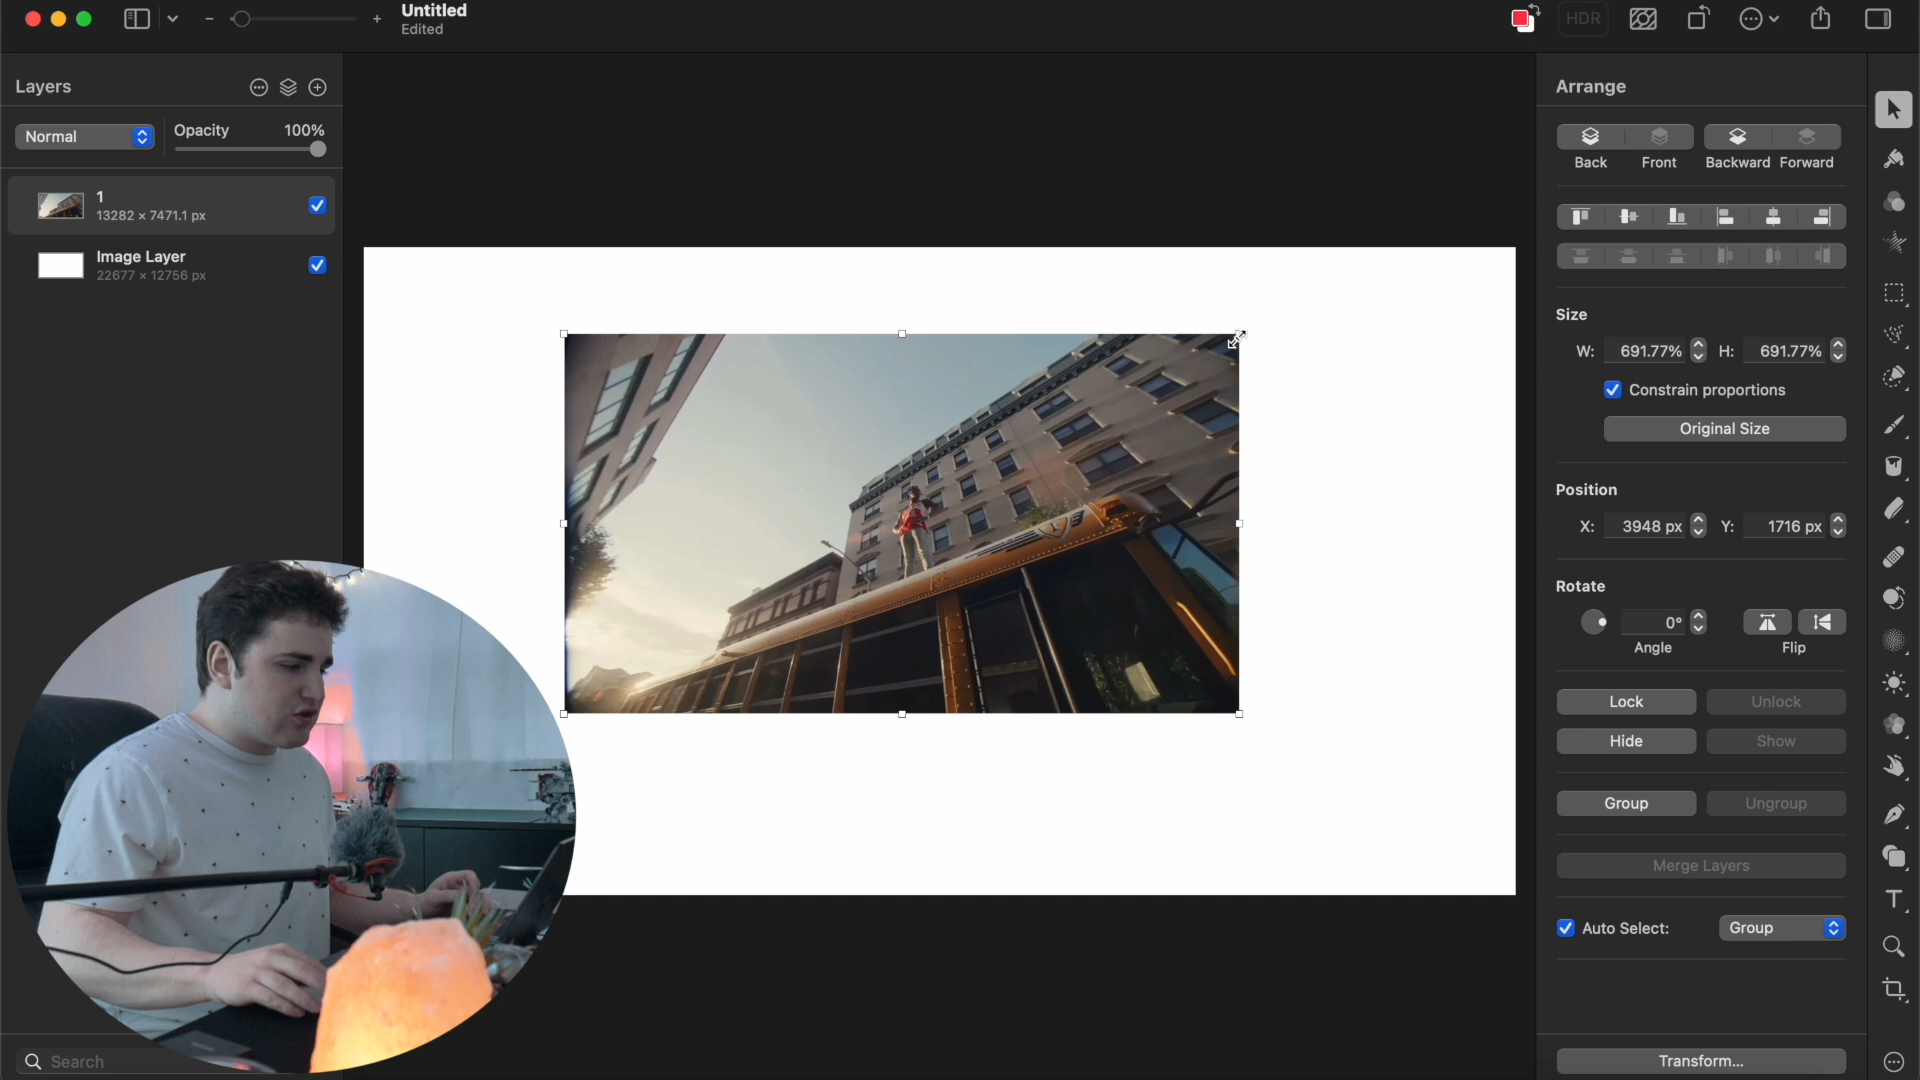 Untitled
Edited
HDR
Layers
Normal
Opacity 100%
1
13282 × 7471.1 px
Image Layer
22677 × 12756 px
Search
Arrange
Back Front Backward Forward
Size
W: 691.77% H: 691.77%
Constrain proportions
Original Size
Position
X: 3948 px Y: 1716 px
Rotate
0°
Angle Flip
Lock Unlock
Hide Show
Group Ungroup
Merge Layers
Auto Select: Group
Transform...